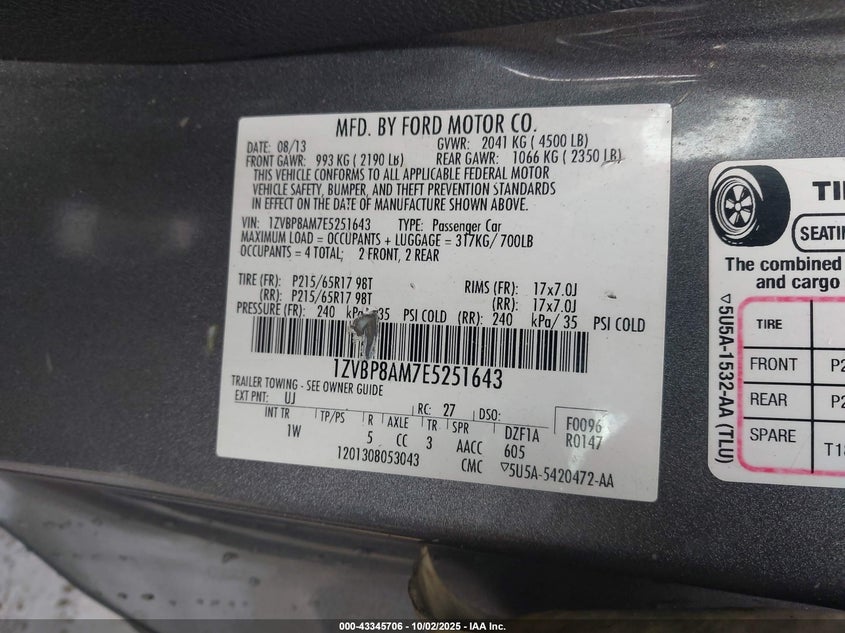 MFD. BY FORD MOTOR CO.
DATE: 08/13 GVWR: 2041 KG ( 4500 LB)
FRONT GAWR: 993 KG ( 2190 LB) REAR GAWR: 1066 KG ( 2350 LB)
THIS VEHICLE CONFORMS TO ALL APPLICABLE FEDERAL MOTOR
VEHICLE SAFETY, BUMPER, AND THEFT PREVENTION STANDARDS
IN EFFECT ON THE DATE OF MANUFACTURE SHOWN ABOVE.
VIN: 1ZVBP8AM7E5251643 TYPE: Passenger Car
MAXIMUM LOAD = OCCUPANTS + LUGGAGE = 317KG/ 700LB
OCCUPANTS = 4 TOTAL; 2 FRONT, 2 REAR
TIRE (FR): P215/65R17 98T RIMS (FR): 17x7.0J
(RR): P215/65R17 98T (RR): 17x7.0J
PRESSURE (FR): 240 kPa/35 PSI COLD (RR): 240 kPa/ 35 PSI COLD
1ZVBP8AM7E5251643
TRAILER TOWING - SEE OWNER GUIDE
EXT PNT: UJ RC: 27 DSO: F0096
INT TR TP/PS R AXLE TR SPR DZF1A R0147
1W 5 CC 3 AACC 605
1201308053043 CMC ▽5U5A-5420472-AA
TI
SEATIN
The combined
and cargo
▽5U5A-1532-AA (TLU)
TIRE
FRONT P2
REAR P2
SPARE T1
000-43345706 - 10/02/2025 - IAA Inc.